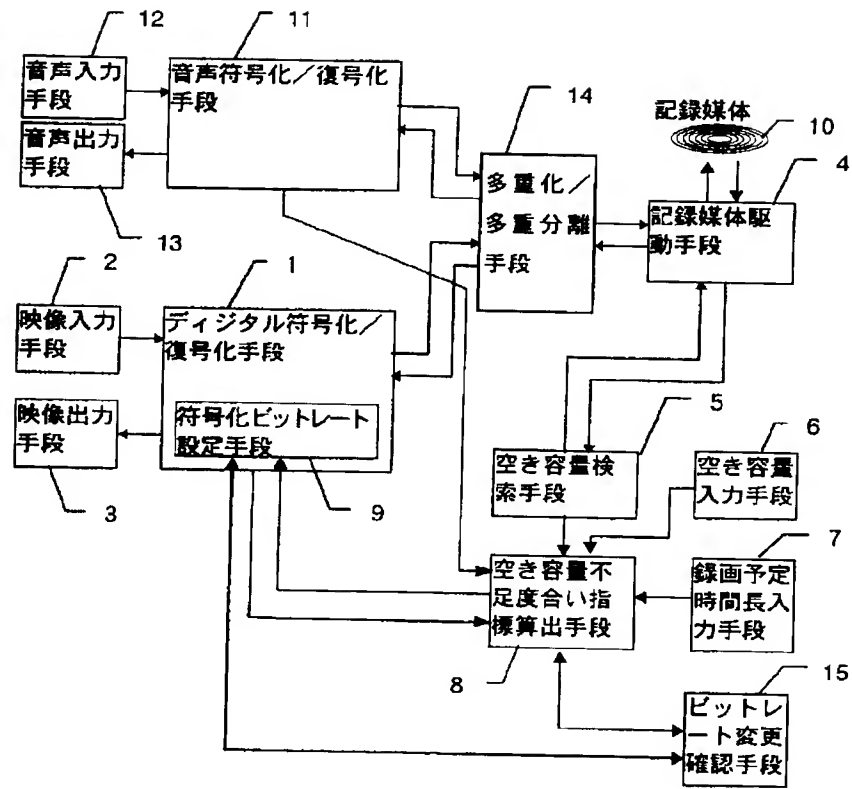 12
11
音声入力
手段
音声符号化／復号化
手段
14
記録媒体
10
音声出力
手段
4
13
多重化／
多重分離
手段
記録媒体駆
動手段
2
1
映像入力
手段
ディジタル符号化／
復号化手段
映像出力
手段
符号化ビットレート
設定手段
5
6
空き容量検
索手段
空き容量
入力手段
3
9
7
空き容量不
足度合い指
標算出手段
録画予定
時間長入
力手段
8
15
ビットレ
ート変更
確認手段